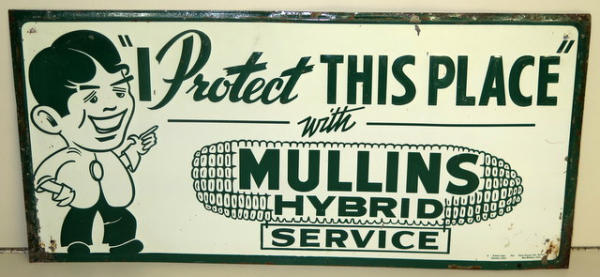 "I Protect THIS PLACE"
with
MULLINS
HYBRID
SERVICE